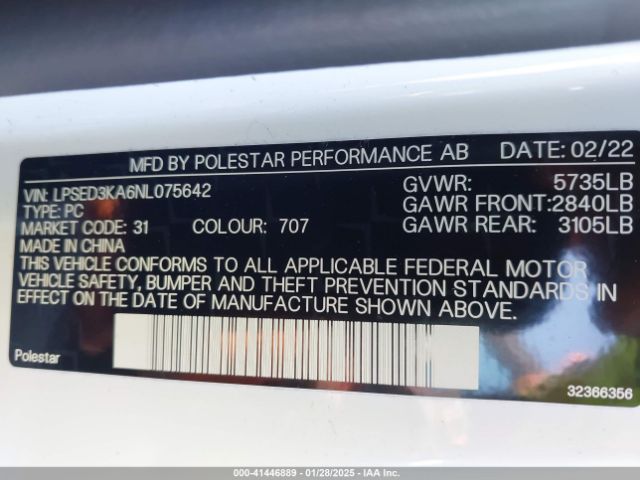 MFD BY POLESTAR PERFORMANCE AB DATE: 02/22
VIN: LPSED3KA6NL075642 GVWR: 5735LB
TYPE: PC GAWR FRONT:2840LB
MARKET CODE: 31 COLOUR: 707 GAWR REAR: 3105LB
MADE IN CHINA
THIS VEHICLE CONFORMS TO ALL APPLICABLE FEDERAL MOTOR
VEHICLE SAFETY, BUMPER AND THEFT PREVENTION STANDARDS IN
EFFECT ON THE DATE OF MANUFACTURE SHOWN ABOVE.
Polestar 32366356
000-41446889 - 01/28/2025 - IAA Inc.